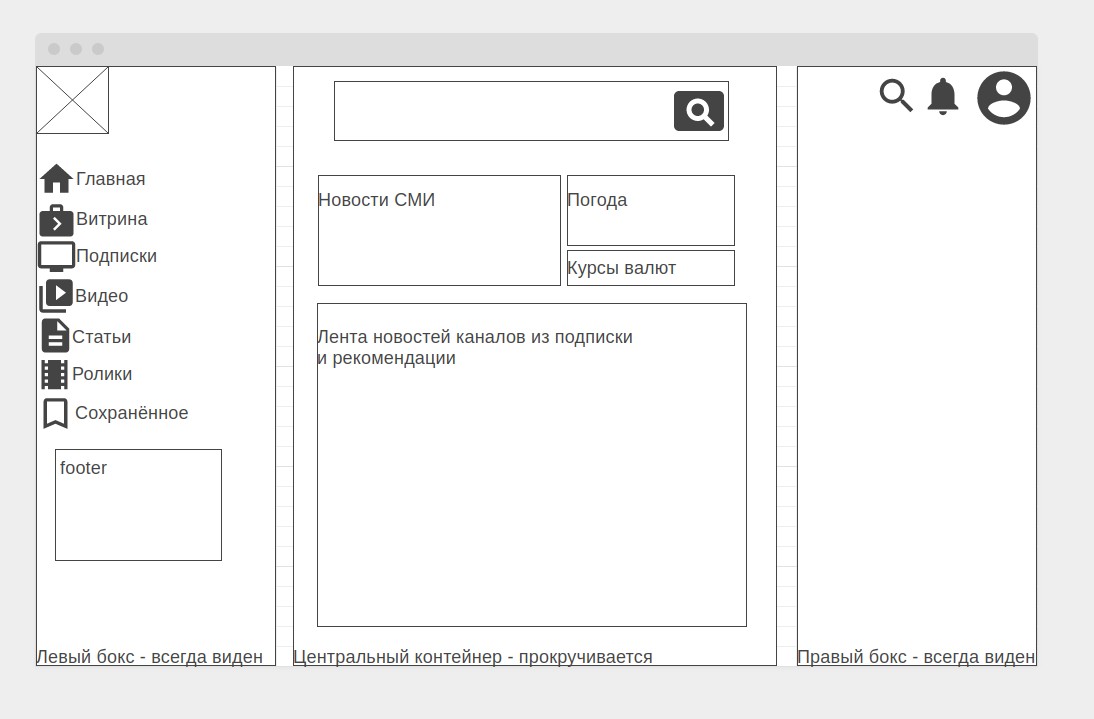 Главная
Витрина
Подписки
Видео
Статьи
Ролики
Сохранённое
footer
Левый бокс - всегда виден
Новости СМИ
Погода
Курсы валют
Лента новостей каналов из подписки
и рекомендации
Центральный контейнер - прокручивается
Правый бокс - всегда виден